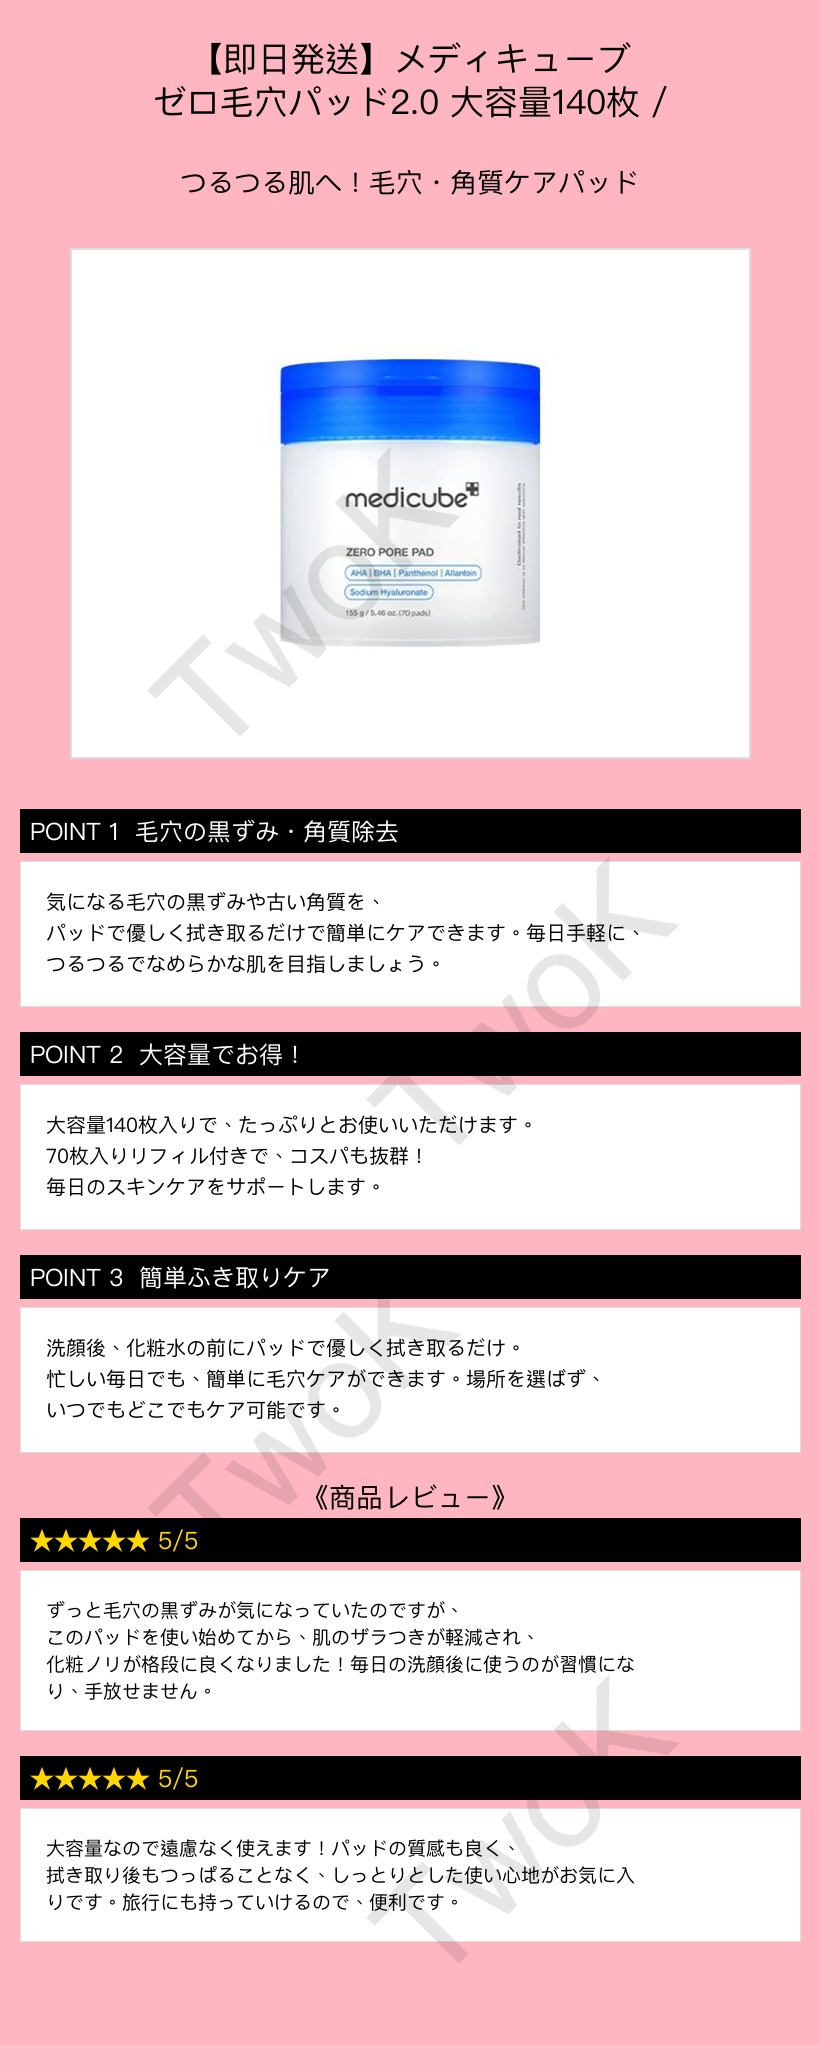 【即日発送】メディキューブ
ゼロ毛穴パッド2.0 大容量140枚 /
つるつる肌へ！毛穴・角質ケアパッド
medicube
ZERO PORE PAD
AHA | BHA | Panthenol | Allantoin
Sodium Hyaluronate
155 g / 5.46 oz. (70 pads)
TwoK
POINT 1 毛穴の黒ずみ・角質除去
気になる毛穴の黒ずみや古い角質を、
パッドで優しく拭き取るだけで簡単にケアできます。毎日手軽に、
つるつるでなめらかな肌を目指しましょう。
TwoK
POINT 2 大容量でお得！
大容量140枚入りで、たっぷりとお使いいただけます。
70枚入りリフィル付きで、コスパも抜群！
毎日のスキンケアをサポートします。
POINT 3 簡単ふき取りケア
洗顔後、化粧水の前にパッドで優しく拭き取るだけ。
忙しい毎日でも、簡単に毛穴ケアができます。場所を選ばず、
いつでもどこでもケア可能です。
TwoK
《商品レビュー》
★★★★★ 5/5
ずっと毛穴の黒ずみが気になっていたのですが、
このパッドを使い始めてから、肌のザラつきが軽減され、
化粧ノリが格段に良くなりました！毎日の洗顔後に使うのが習慣にな
り、手放せません。
★★★★★ 5/5
大容量なので遠慮なく使えます！パッドの質感も良く、
拭き取り後もつっぱることなく、しっとりとした使い心地がお気に入
りです。旅行にも持っていけるので、便利です。
TwoK